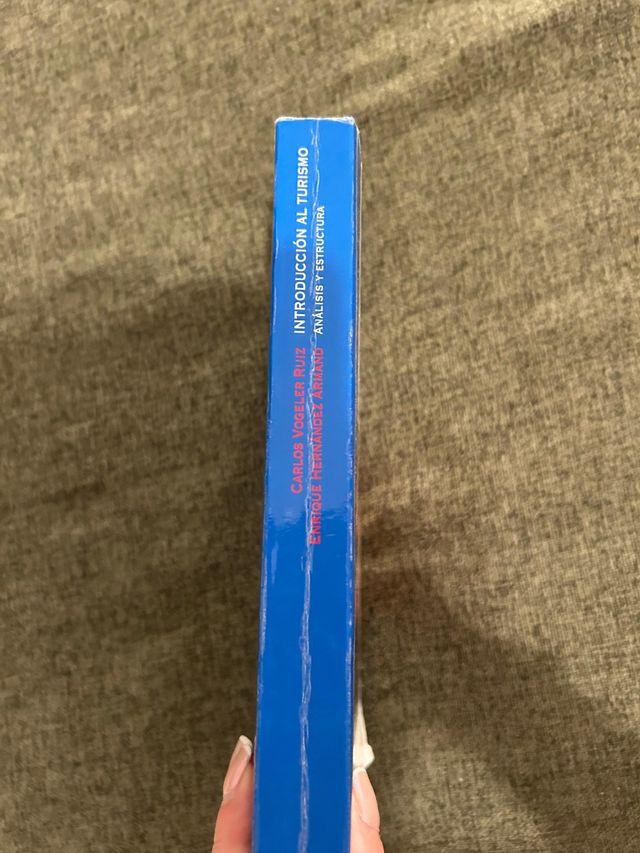 CARLOS VOGELER RUIZ INTRODUCCIÓN AL TURISMO
ENRIQUE HERNÁNDEZ ARMAND ANÁLISIS Y ESTRUCTURA